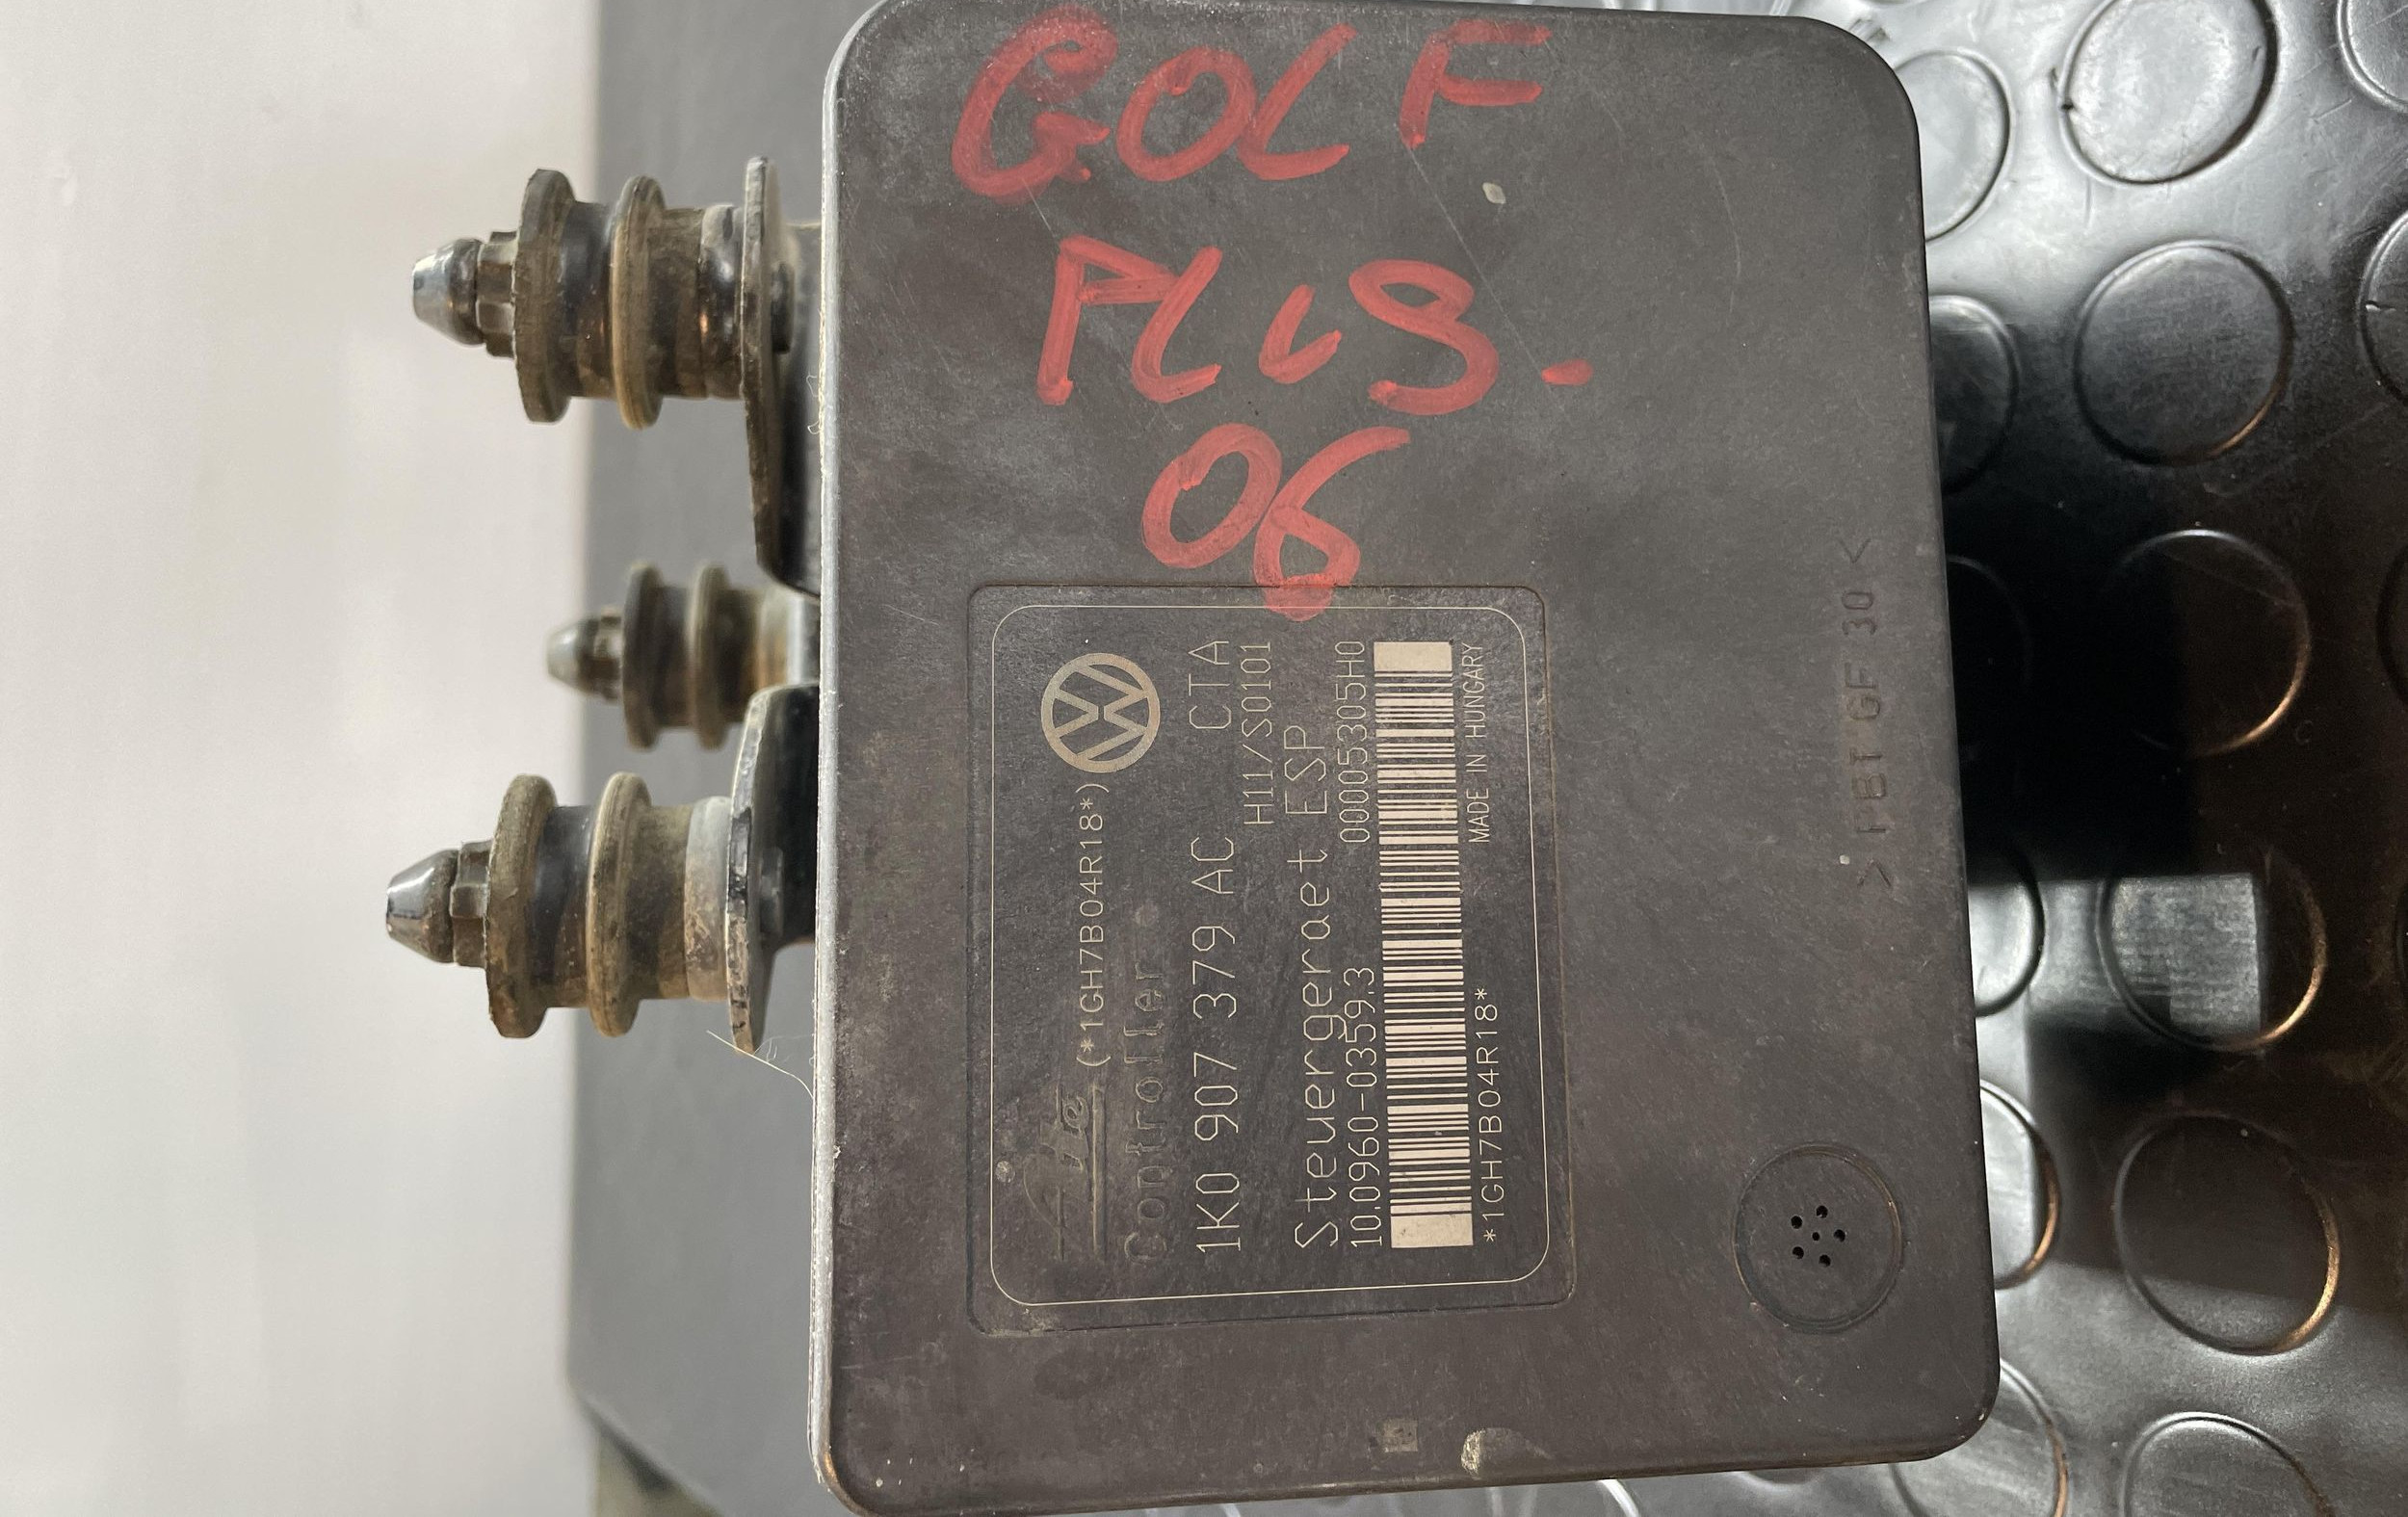 GOLF
PLUS.
06
Ate (*1GH7B04R18*)
Controller
1K0 907 379 AC CTA
H11/S0101
Steuergeraet ESP
10.0960-0359.3 00005305H0
*1GH7B04R18* MADE IN HUNGARY
>PBT GF 30<